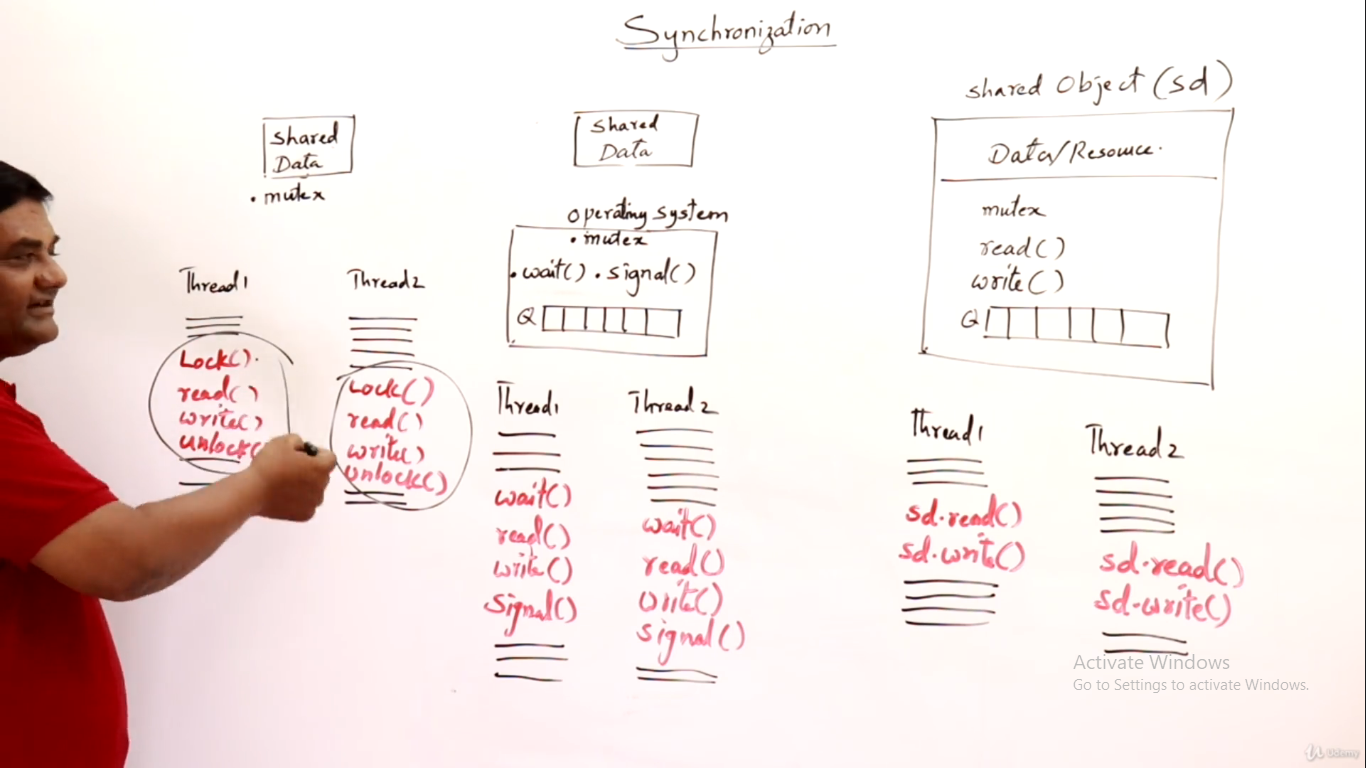 Synchronization
Shared
Data
• mutex
Thread1
Lock().
read()
write()
unlock(
Thread2
Lock()
read()
write()
unlock()
Shared
Data
operating system
• mutex
• wait() • signal()
Q
Thread1
wait()
read()
write()
signal()
Thread2
wait()
read()
write()
signal()
shared Object (sd)
Data/Resource.
mutex
read()
write()
Q
Thread1
sd.read()
sd.write()
Thread2
sd.read()
sd.write()
Activate Windows
Go to Settings to activate Windows.
Udemy